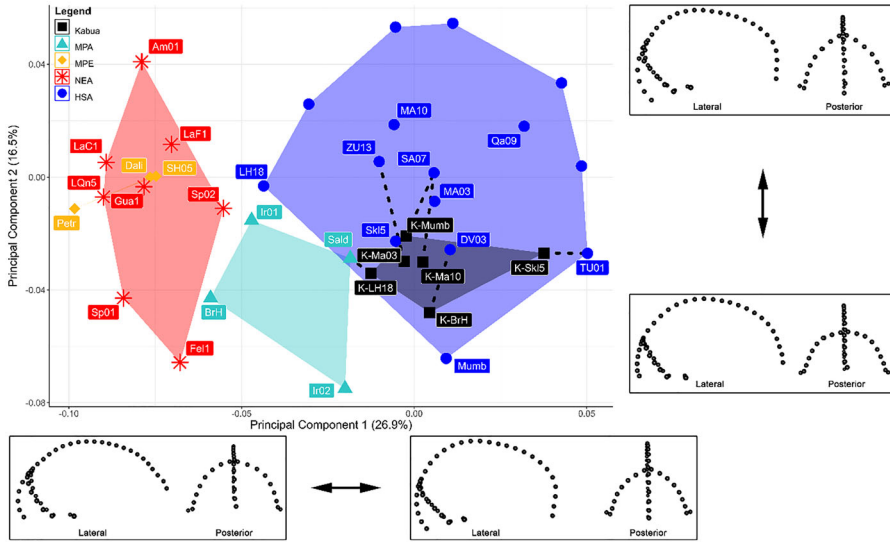 Legend
Kabua
MPA
MPE
NEA
HSA
Principal Component 2 (16.5%)
0.04
0.00
-0.04
-0.08
Am01
LaC1
LaF1
Dali
SH05
LQn5
Gua1
Sp02
Petr
Sp01
Fel1
Ir01
BrH
Sald
Ir02
LH18
MA10
ZU13
SA07
Qa09
MA03
Skl5
DV03
TU01
Mumb
K-Mumb
K-Ma03
K-Ma10
K-LH18
K-Skl5
K-BrH
-0.10
-0.05
0.00
0.05
Principal Component 1 (26.9%)
Lateral
Posterior
Lateral
Posterior
Lateral
Posterior
Lateral
Posterior